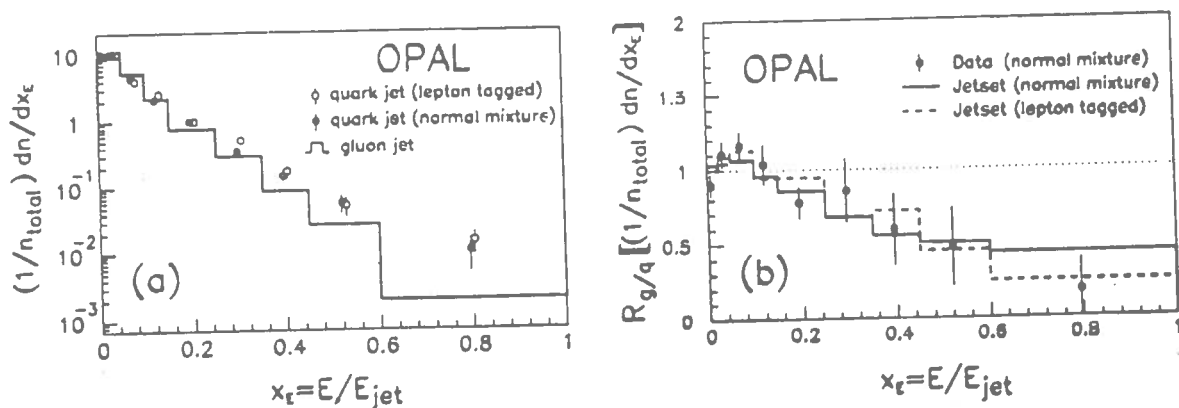 (1/n_total) dn/dx_E
10
1
10^-1
10^-2
10^-3
OPAL
quark jet (lepton tagged)
quark jet (normal mixture)
gluon jet
(a)
0 0.2 0.4 0.6 0.8 1
x_E=E/E_jet
R_g/q [(1/n_total) dn/dx_E]
2
1.5
1
0.5
0
OPAL
Data (normal mixture)
Jetset (normal mixture)
Jetset (lepton tagged)
(b)
0 0.2 0.4 0.6 0.8 1
x_E=E/E_jet